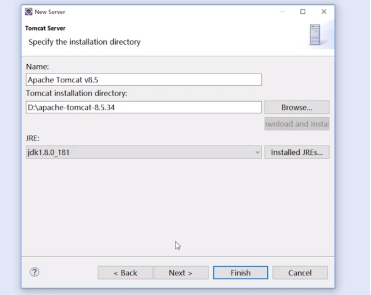 New Server
Tomcat Server
Specify the installation directory
Name:
Apache Tomcat v8.5
Tomcat installation directory:
D:\apache-tomcat-8.5.34
Browse...
wnload and Insta
JRE:
jdk1.8.0_181
Installed JREs...
?
< Back Next > Finish Cancel